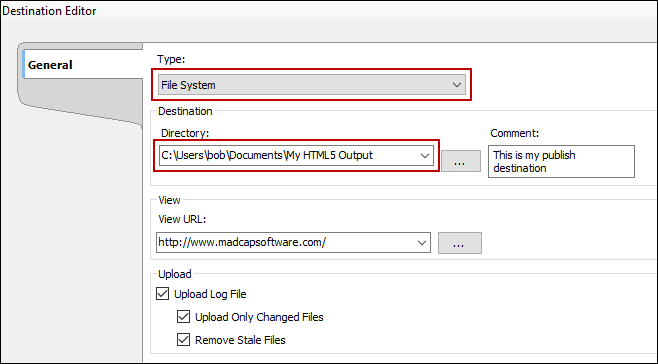 Destination Editor
General
Type:
File System
Destination
Directory:
Comment:
C:\Users\bob\Documents\My HTML5 Output
...
This is my publish
destination
View
View URL:
http://www.madcapsoftware.com/
...
Upload
Upload Log File
Upload Only Changed Files
Remove Stale Files